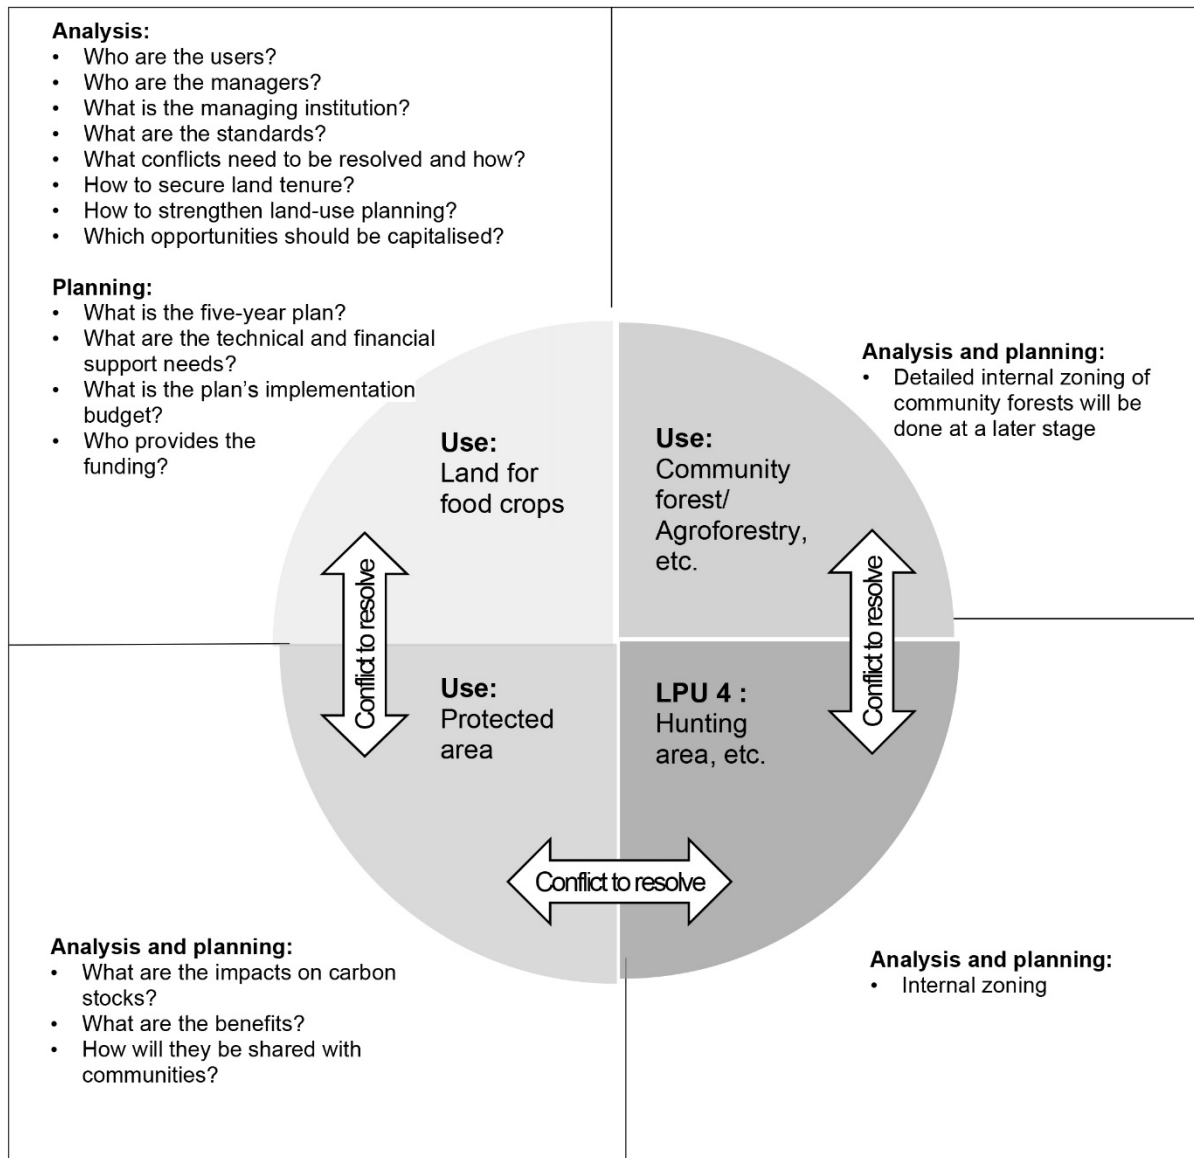 Analysis:
• Who are the users?
• Who are the managers?
• What is the managing institution?
• What are the standards?
• What conflicts need to be resolved and how?
• How to secure land tenure?
• How to strengthen land-use planning?
• Which opportunities should be capitalised?
Planning:
• What is the five-year plan?
• What are the technical and financial
support needs?
• What is the plan’s implementation
budget?
• Who provides the
funding?
Analysis and planning:
• Detailed internal zoning of
community forests will be
done at a later stage
Use:
Land for
food crops
Use:
Community
forest/
Agroforestry,
etc.
Conflict to resolve
Conflict to resolve
Use:
Protected
area
LPU 4 :
Hunting
area, etc.
Conflict to resolve
Analysis and planning:
• What are the impacts on carbon
stocks?
• What are the benefits?
• How will they be shared with
communities?
Analysis and planning:
• Internal zoning